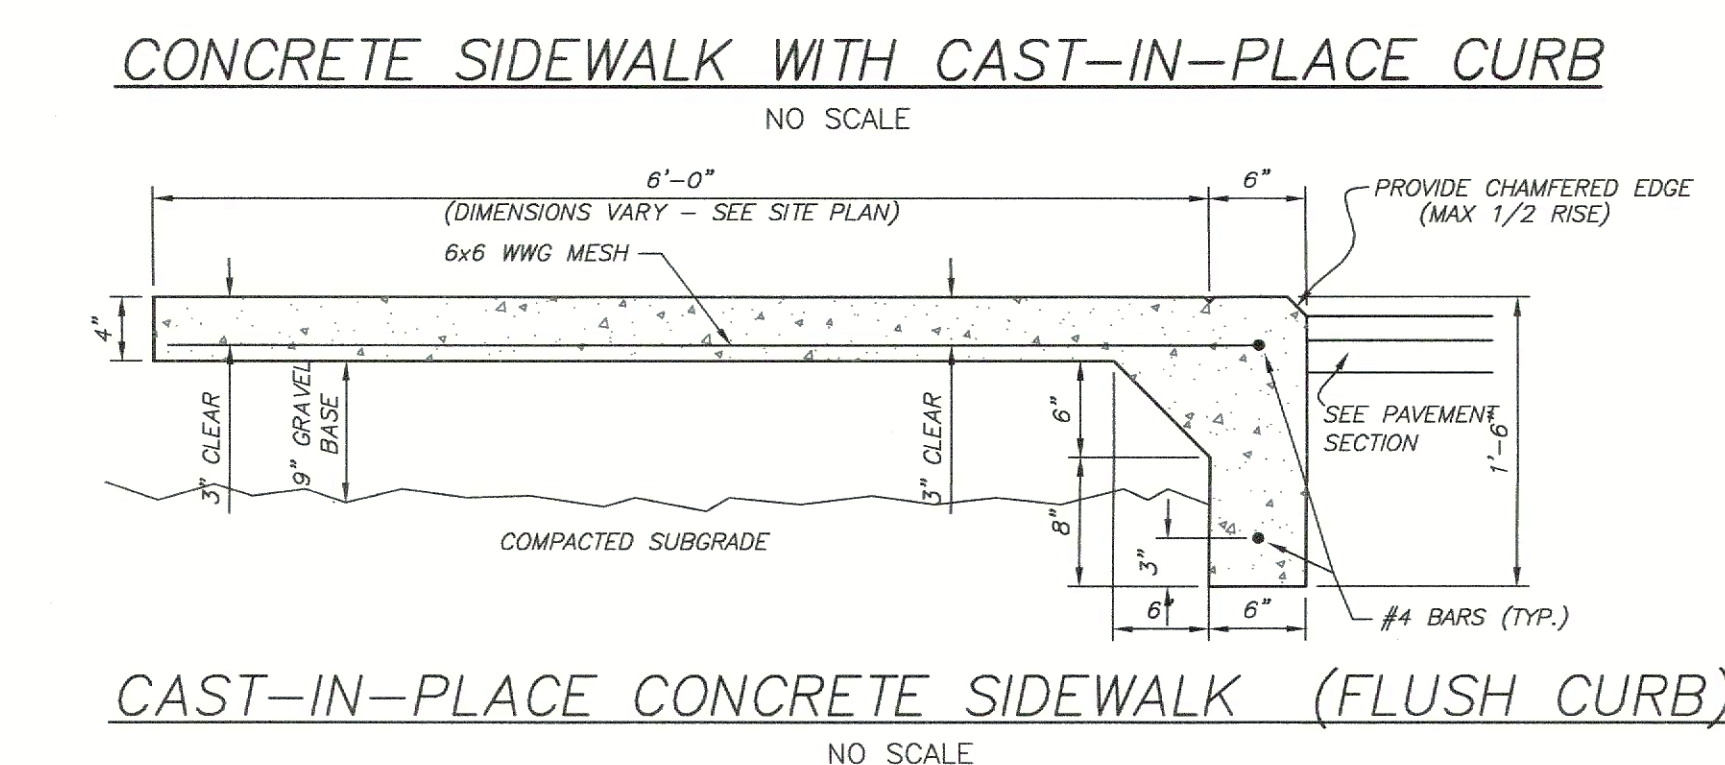 CONCRETE SIDEWALK WITH CAST-IN-PLACE CURB
NO SCALE
6'-0"
(DIMENSIONS VARY - SEE SITE PLAN)
6"
PROVIDE CHAMFERED EDGE
(MAX 1/2 RISE)
6x6 WWG MESH
4"
3" CLEAR
9" GRAVEL
BASE
3" CLEAR
6"
8"
3"
SEE PAVEMENT
SECTION
1'-6"
COMPACTED SUBGRADE
6"
6"
#4 BARS (TYP.)
CAST-IN-PLACE CONCRETE SIDEWALK (FLUSH CURB)
NO SCALE